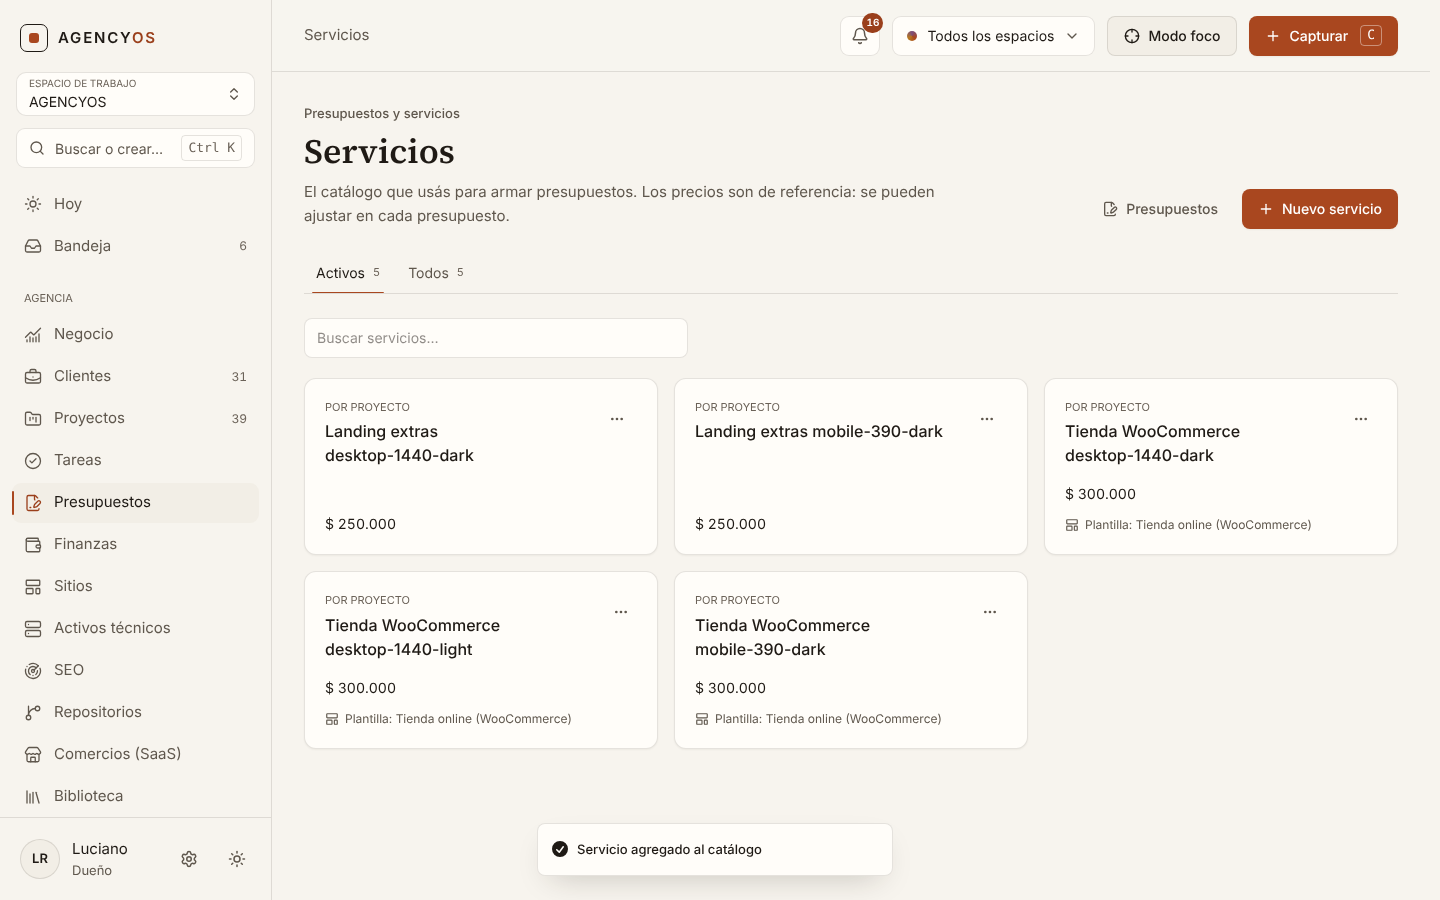 AGENCYOS
ESPACIO DE TRABAJO
AGENCYOS
Buscar o crear... Ctrl K
Hoy
Bandeja 6
AGENCIA
Negocio
Clientes 31
Proyectos 39
Tareas
Presupuestos
Finanzas
Sitios
Activos técnicos
SEO
Repositorios
Comercios (SaaS)
Biblioteca
LR
Luciano
Dueño
Servicios
16
Todos los espacios
Modo foco
Capturar C
Presupuestos y servicios
Servicios
El catálogo que usás para armar presupuestos. Los precios son de referencia: se pueden
ajustar en cada presupuesto.
Presupuestos
Nuevo servicio
Activos 5
Todos 5
Buscar servicios...
POR PROYECTO
Landing extras
desktop-1440-dark
$ 250.000
POR PROYECTO
Landing extras mobile-390-dark
$ 250.000
POR PROYECTO
Tienda WooCommerce
desktop-1440-dark
$ 300.000
Plantilla: Tienda online (WooCommerce)
POR PROYECTO
Tienda WooCommerce
desktop-1440-light
$ 300.000
Plantilla: Tienda online (WooCommerce)
POR PROYECTO
Tienda WooCommerce
mobile-390-dark
$ 300.000
Plantilla: Tienda online (WooCommerce)
Servicio agregado al catálogo